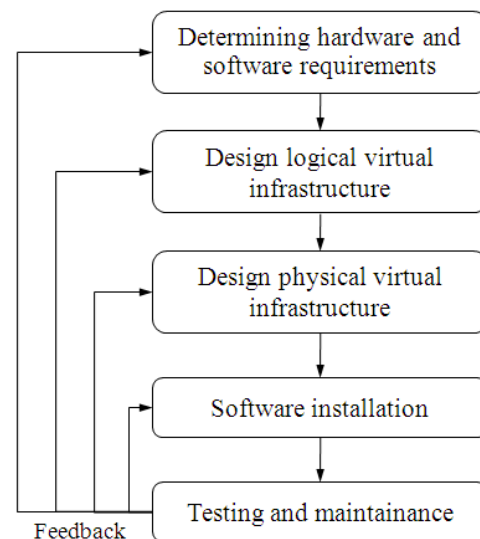 Determining hardware and
software requirements
Design logical virtual
infrastructure
Design physical virtual
infrastructure
Software installation
Testing and maintainance
Feedback